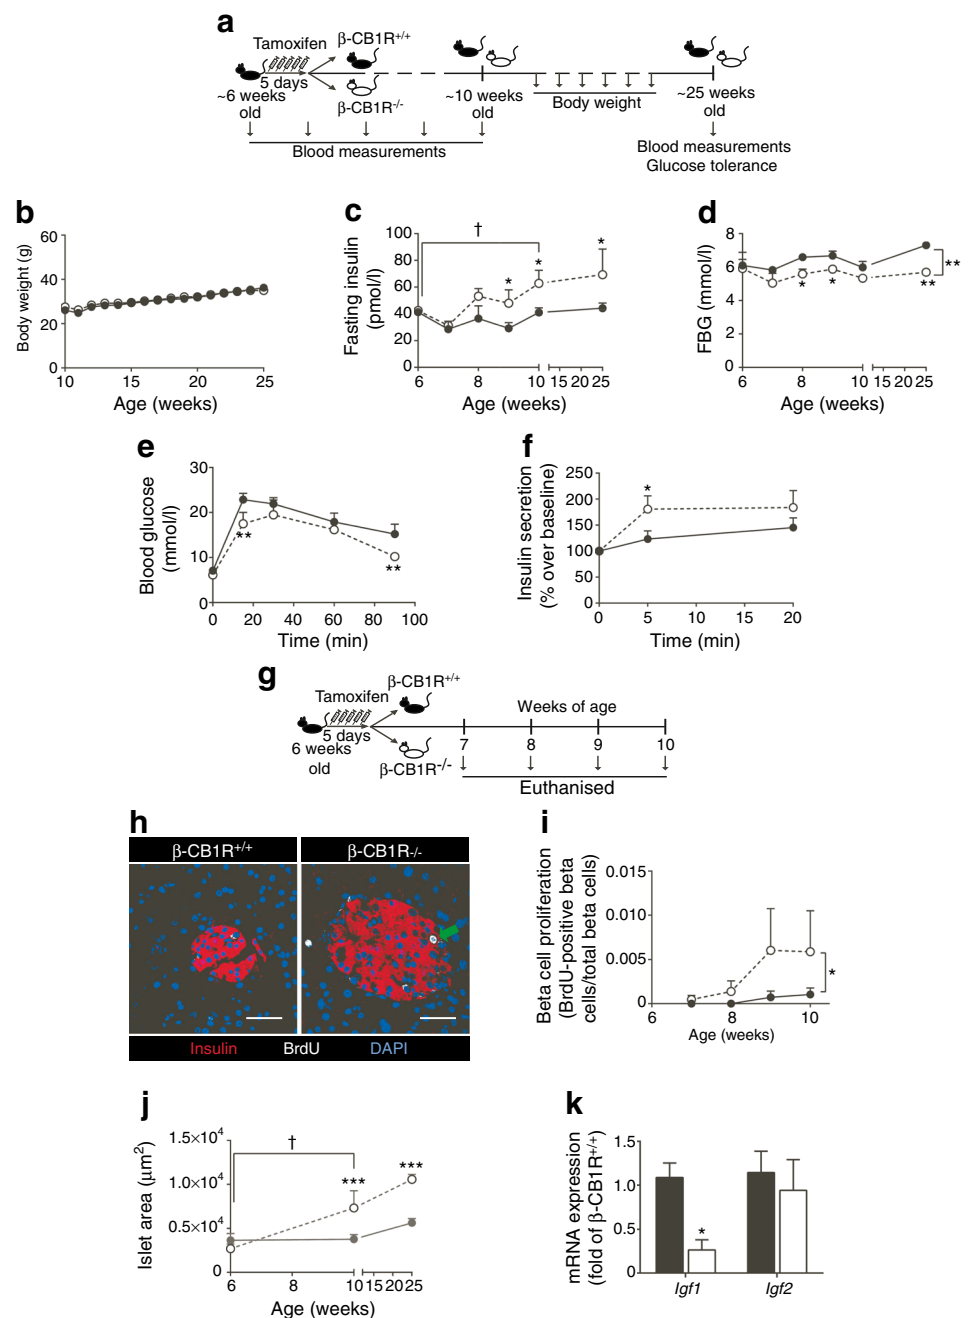 a
Tamoxifen
β-CB1R+/+
5 days
β-CB1R-/-
~6 weeks
old
~10 weeks
old
Body weight
~25 weeks
old
Blood measurements
Blood measurements
Glucose tolerance
b
Body weight (g)
60
40
20
0
10 15 20 25
Age (weeks)
c
Fasting insulin
(pmol/l)
100
80
60
40
20
0
†
* * *
6 8 10 15 20 25
Age (weeks)
d
FBG (mmol/l)
8
6
4
2
0
* * ** **
6 8 10 15 20 25
Age (weeks)
e
Blood glucose
(mmol/l)
30
20
10
0
** **
0 20 40 60 80 100
Time (min)
f
Insulin secretion
(% over baseline)
250
200
150
100
50
0
*
0 5 10 15 20
Time (min)
g
Tamoxifen
β-CB1R+/+
5 days
6 weeks
old
β-CB1R-/-
Weeks of age
7 8 9 10
Euthanised
h
β-CB1R+/+ β-CB1R-/-
Insulin BrdU DAPI
i
Beta cell proliferation
(BrdU-positive beta
cells/total beta cells)
0.015
0.010
0.005
0
*
6 8 10
Age (weeks)
j
Islet area (μm2)
1.5×104
1.0×104
0.5×104
0
†
*** ***
6 8 10 15 20 25
Age (weeks)
k
mRNA expression
(fold of β-CB1R+/+)
1.5
1.0
0.5
0
*
Igf1 Igf2